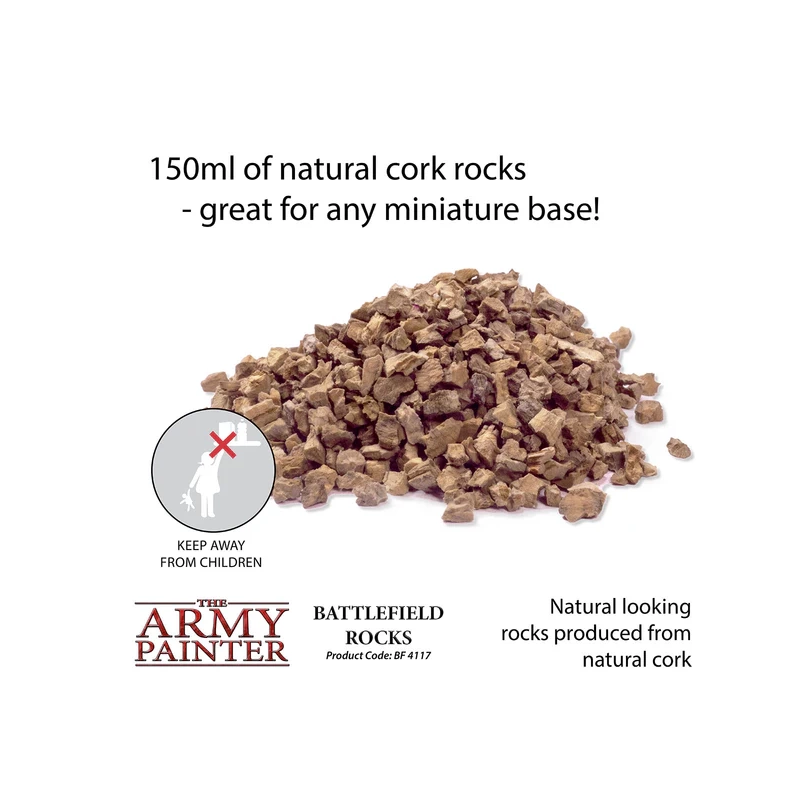 150ml of natural cork rocks
- great for any miniature base!
KEEP AWAY
FROM CHILDREN
THE
ARMY
PAINTER
BATTLEFIELD
ROCKS
Product Code: BF 4117
Natural looking
rocks produced from
natural cork